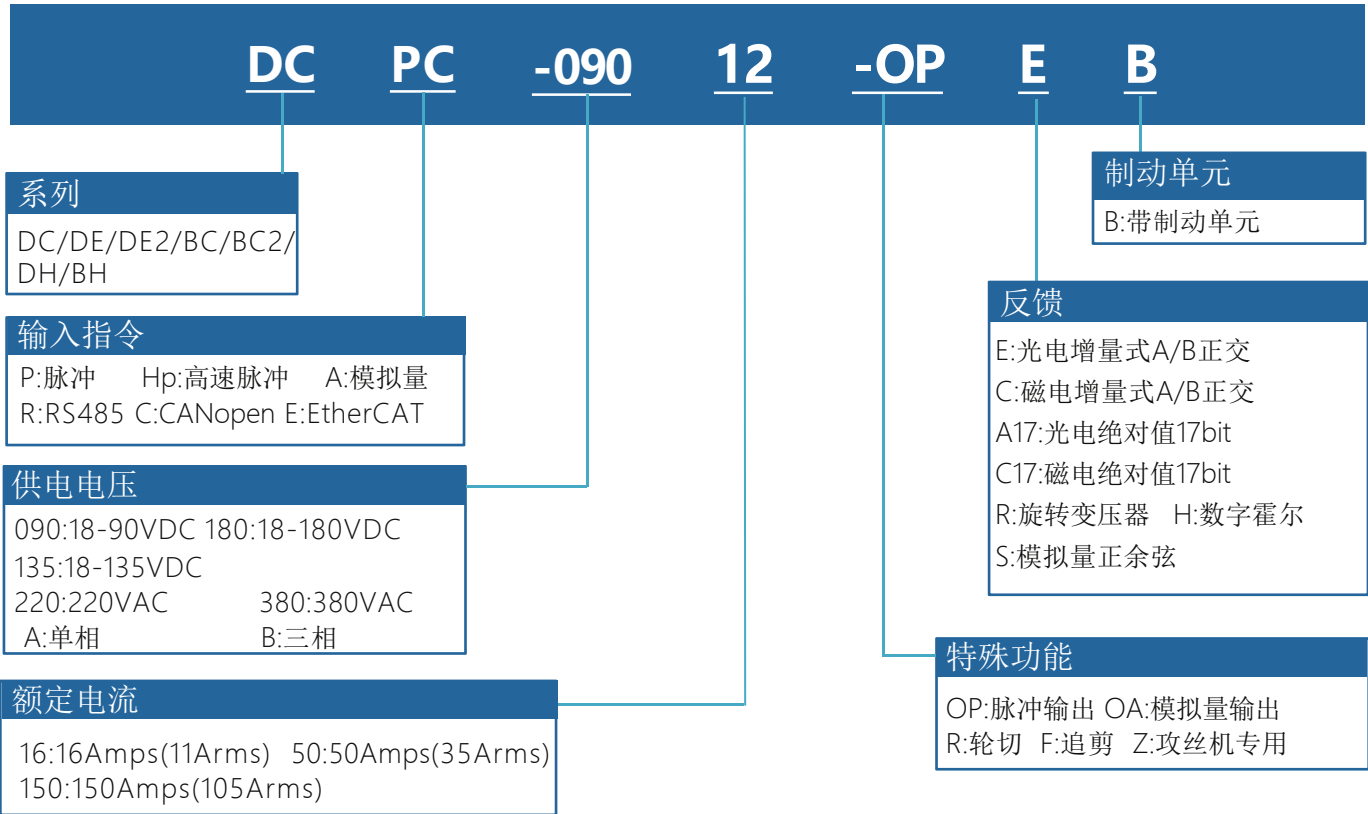 DC PC -090 12 -OP E B
系列
DC/DE/DE2/BC/BC2/
DH/BH
输入指令
P:脉冲 Hp:高速脉冲 A:模拟量
R:RS485 C:CANopen E:EtherCAT
供电电压
090:18-90VDC 180:18-180VDC
135:18-135VDC
220:220VAC 380:380VAC
A:单相 B:三相
额定电流
16:16Amps(11Arms) 50:50Amps(35Arms)
150:150Amps(105Arms)
制动单元
B:带制动单元
反馈
E:光电增量式A/B正交
C:磁电增量式A/B正交
A17:光电绝对值17bit
C17:磁电绝对值17bit
R:旋转变压器 H:数字霍尔
S:模拟量正余弦
特殊功能
OP:脉冲输出 OA:模拟量输出
R:轮切 F:追剪 Z:攻丝机专用